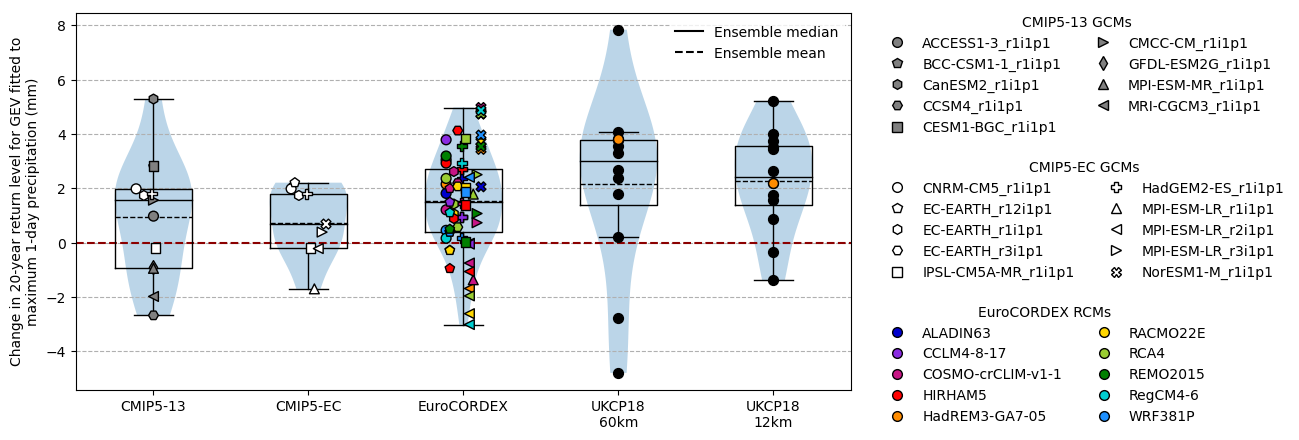 Change in 20-year return level for GEV fitted to
maximum 1-day precipitation (mm)
8
6
4
2
0
−2
−4
Ensemble median
Ensemble mean
CMIP5-13
CMIP5-EC
EuroCORDEX
UKCP18
60km
UKCP18
12km
CMIP5-13 GCMs
ACCESS1-3_r1i1p1
BCC-CSM1-1_r1i1p1
CanESM2_r1i1p1
CCSM4_r1i1p1
CESM1-BGC_r1i1p1
CMCC-CM_r1i1p1
GFDL-ESM2G_r1i1p1
MPI-ESM-MR_r1i1p1
MRI-CGCM3_r1i1p1
CMIP5-EC GCMs
CNRM-CM5_r1i1p1
EC-EARTH_r12i1p1
EC-EARTH_r1i1p1
EC-EARTH_r3i1p1
IPSL-CM5A-MR_r1i1p1
HadGEM2-ES_r1i1p1
MPI-ESM-LR_r1i1p1
MPI-ESM-LR_r2i1p1
MPI-ESM-LR_r3i1p1
NorESM1-M_r1i1p1
EuroCORDEX RCMs
ALADIN63
CCLM4-8-17
COSMO-crCLIM-v1-1
HIRHAM5
HadREM3-GA7-05
RACMO22E
RCA4
REMO2015
RegCM4-6
WRF381P